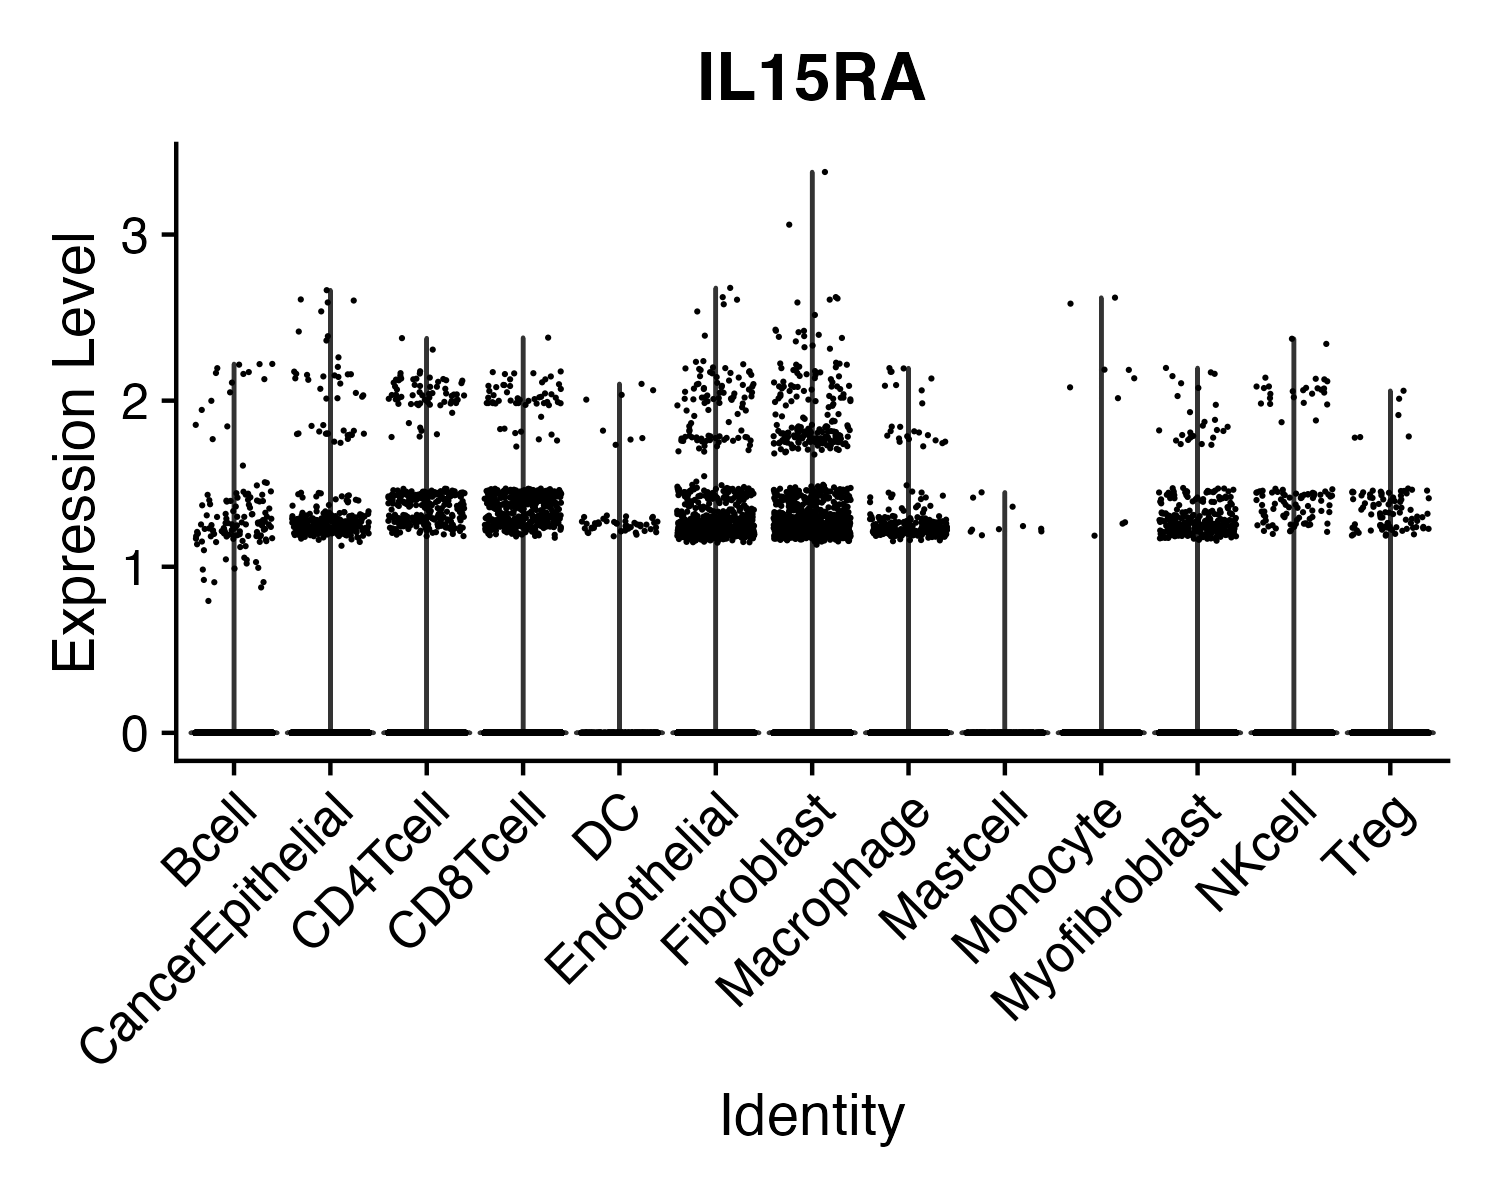 IL15RA
Expression Level
3
2
1
0
Bcell
CancerEpithelial
CD4Tcell
CD8Tcell
DC
Endothelial
Fibroblast
Macrophage
Mastcell
Monocyte
Myofibroblast
NKcell
Treg
Identity